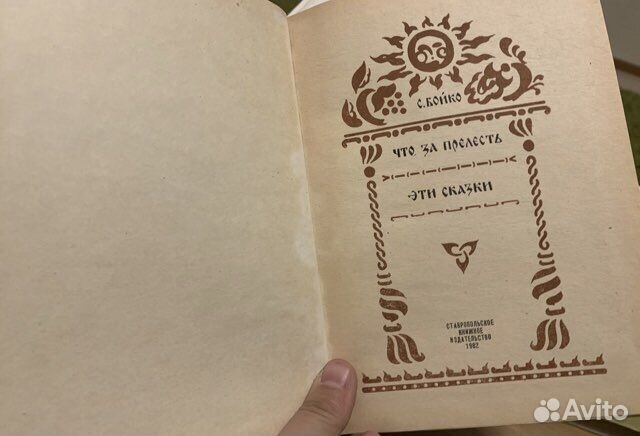 С. БОЙКО
ЧТО ЗА ПРЕЛЕСТЬ
ЭТИ СКАЗКИ
СТАВРОПОЛЬСКОЕ
КНИЖНОЕ
ИЗДАТЕЛЬСТВО
1982
Avito